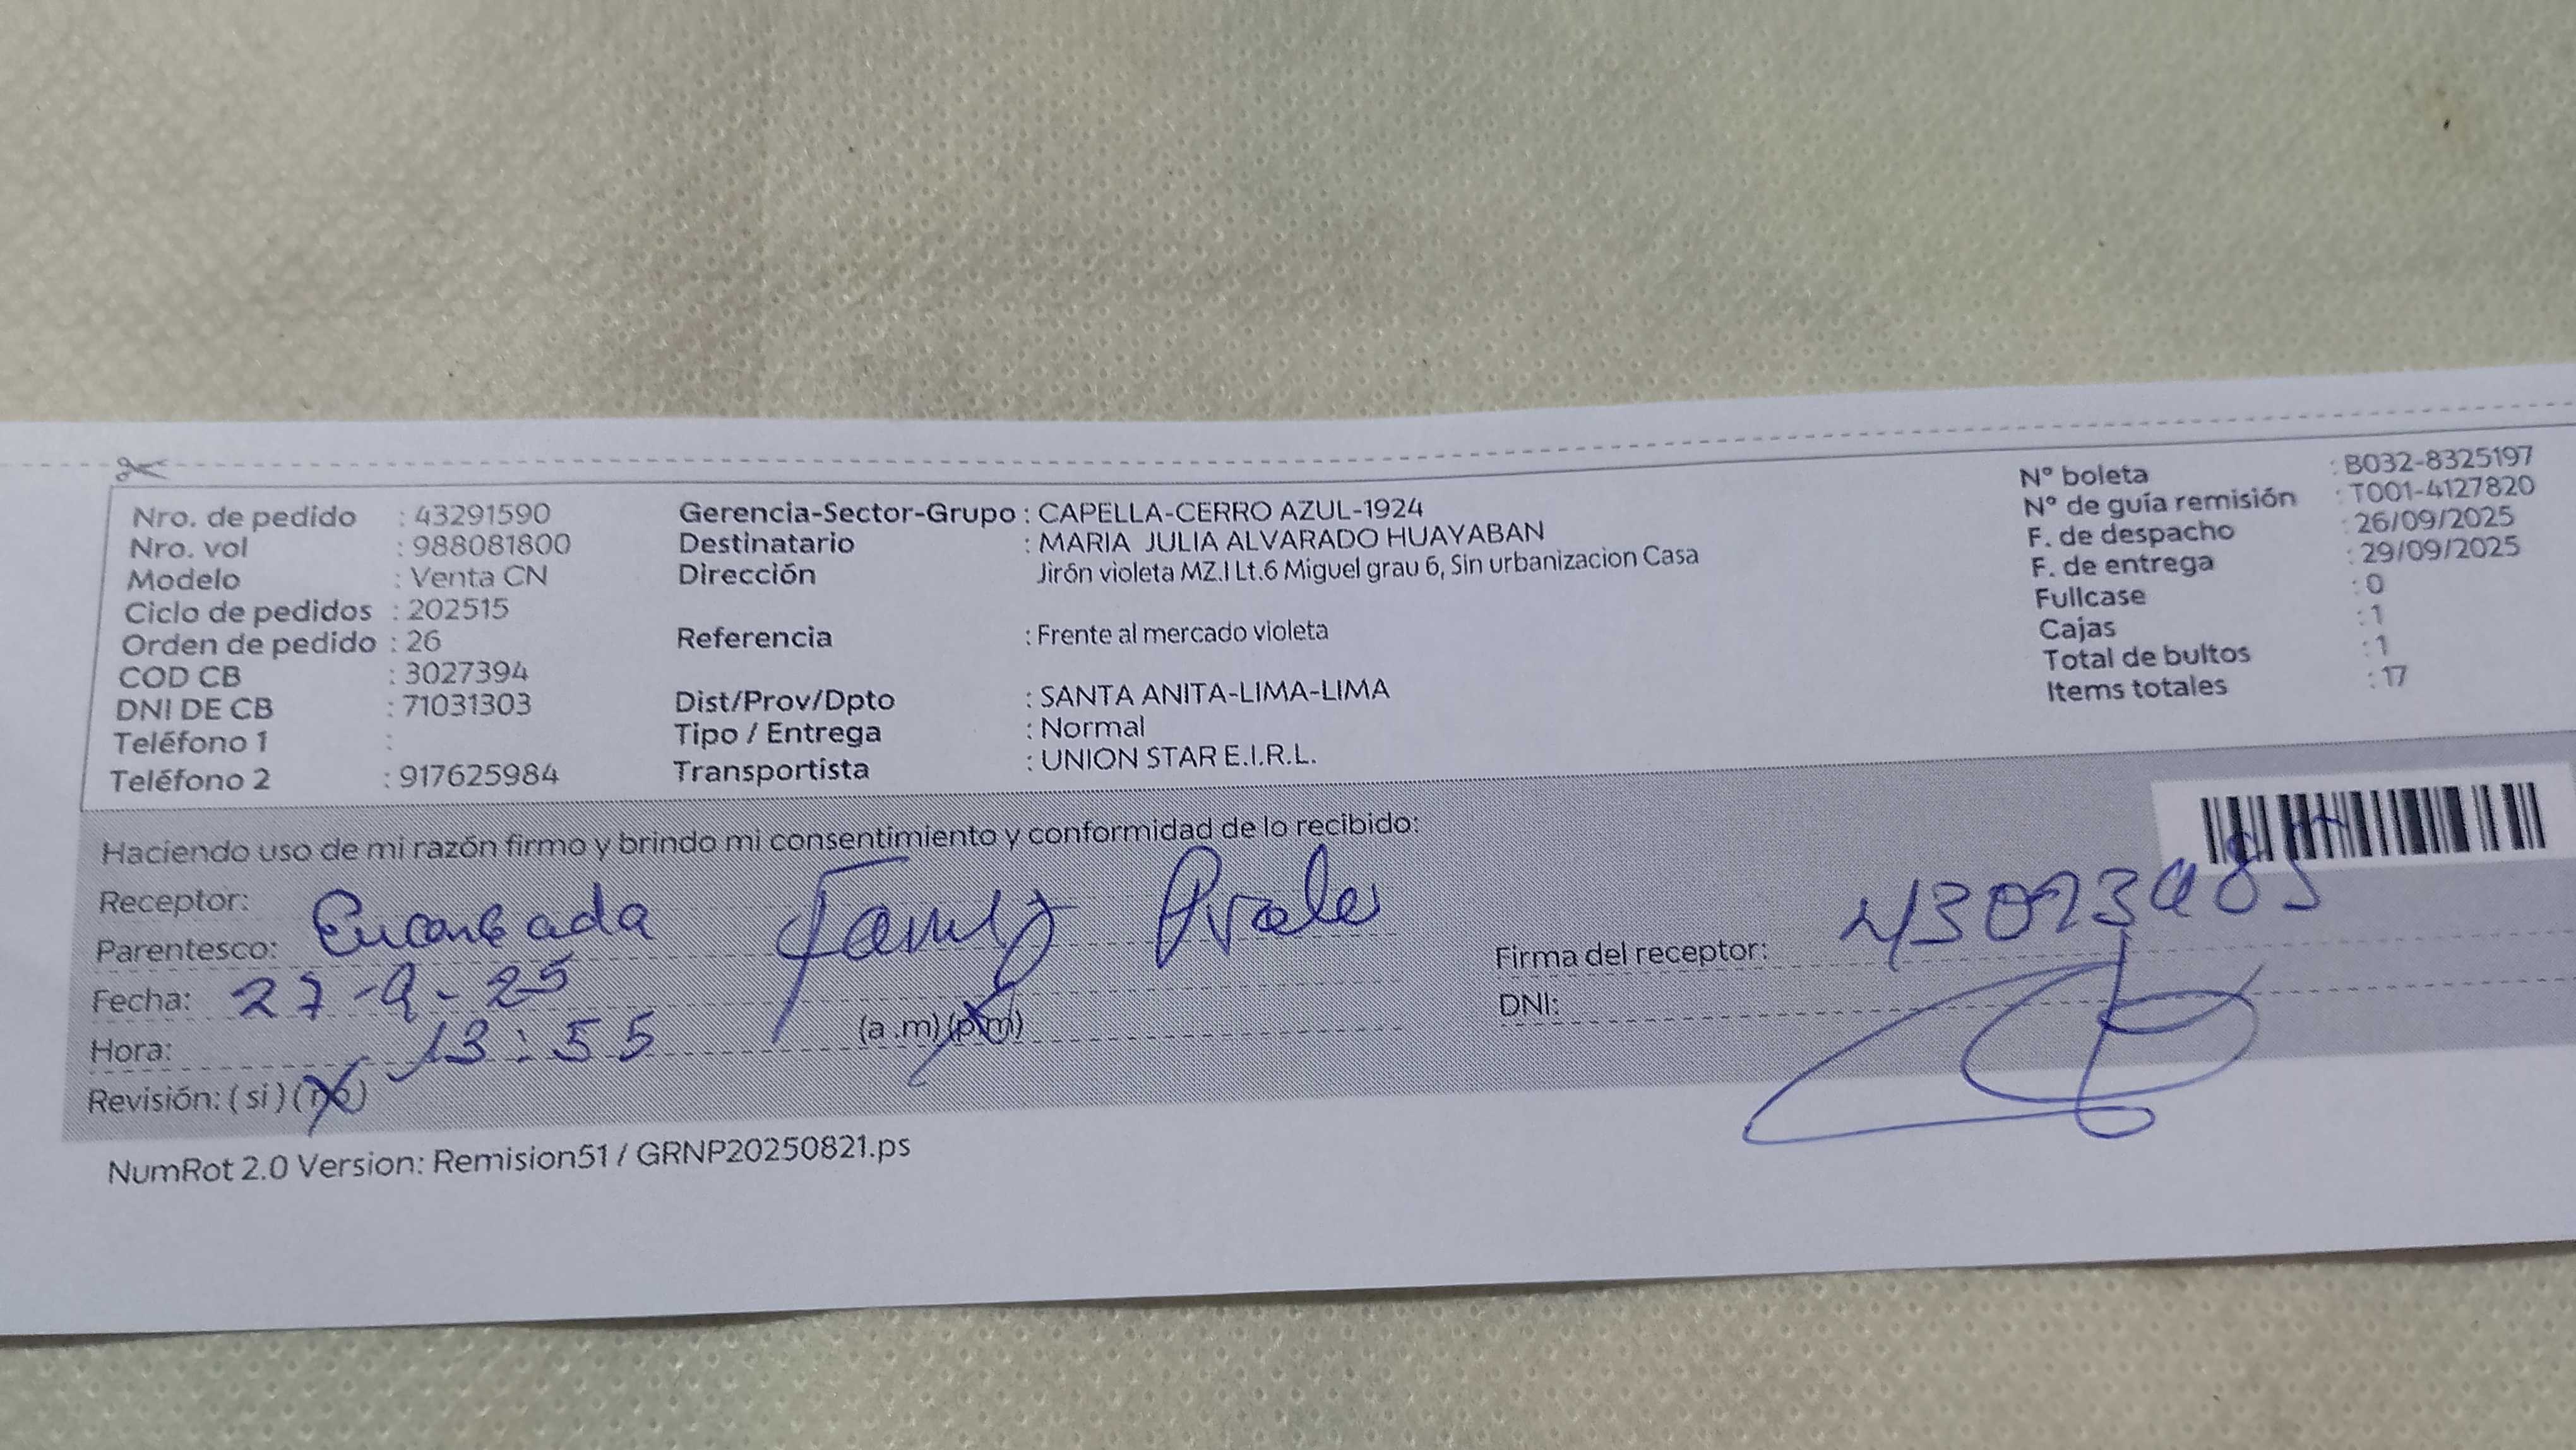 Nro. de pedido : 43291590
Nro. vol : 988081800
Modelo : Venta CN
Ciclo de pedidos : 202515
Orden de pedido : 26
COD CB : 3027394
DNI DE CB : 71031303
Teléfono 1 :
Teléfono 2 : 917625984
Gerencia-Sector-Grupo : CAPELLA-CERRO AZUL-1924
Destinatario : MARIA JULIA ALVARADO HUAYABAN
Dirección Jirón violeta MZ.I Lt.6 Miguel grau 6, Sin urbanizacion Casa
Referencia : Frente al mercado violeta
Dist/Prov/Dpto : SANTA ANITA-LIMA-LIMA
Tipo / Entrega : Normal
Transportista : UNION STAR E.I.R.L.
N° boleta : B032-8325197
N° de guía remisión : T001-4127820
F. de despacho : 26/09/2025
F. de entrega : 29/09/2025
Fullcase : 0
Cajas : 1
Total de bultos : 1
Items totales : 17
Haciendo uso de mi razón firmo y brindo mi consentimiento y conformidad de lo recibido:
Receptor:
Parentesco: Encargada
Fecha: 27-9-25
Hora: 13:55 (a.m) (p.m)
Revisión: (si) (no)
Firma del receptor:
DNI:
NumRot 2.0 Version: Remision51 / GRNP20250821.ps